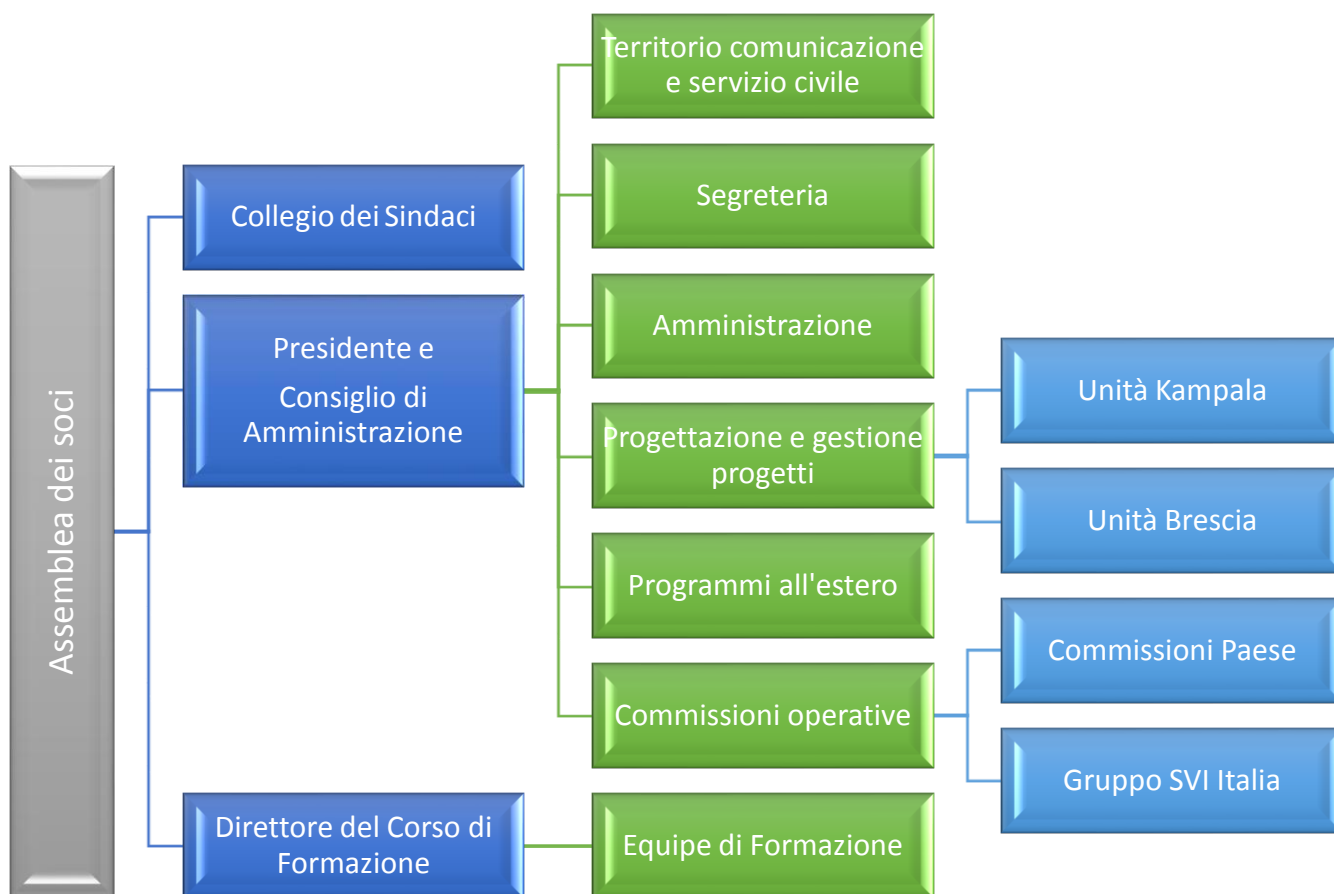 Assemblea dei soci
Collegio dei Sindaci
Presidente e
Consiglio di
Amministrazione
Direttore del Corso di
Formazione
Territorio comunicazione
e servizio civile
Segreteria
Amministrazione
Progettazione e gestione
progetti
Programmi all'estero
Commissioni operative
Equipe di Formazione
Unità Kampala
Unità Brescia
Commissioni Paese
Gruppo SVI Italia